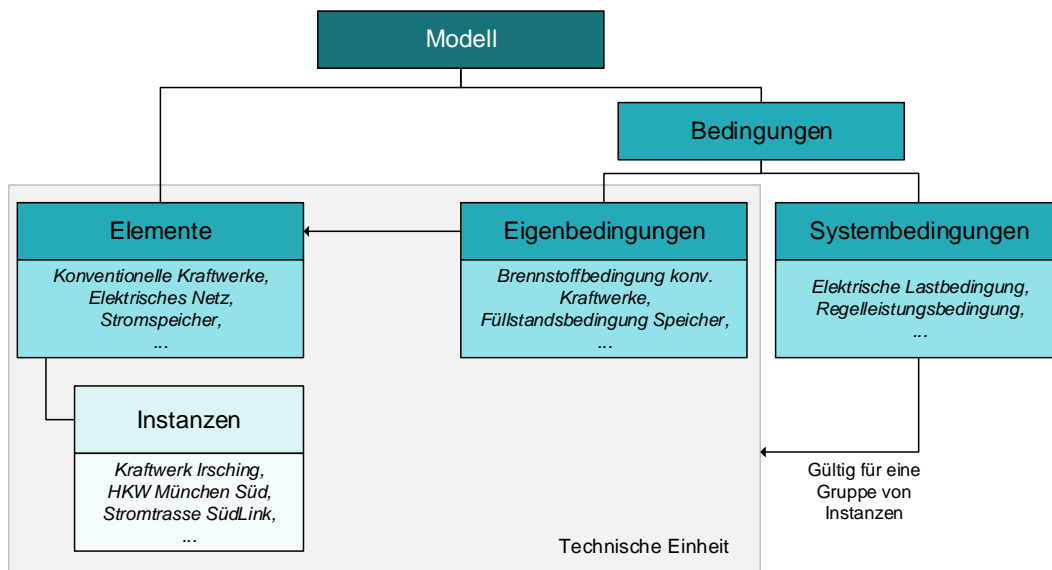 Modell
Bedingungen
Elemente
Konventionelle Kraftwerke,
Elektrisches Netz,
Stromspeicher,
...
Eigenbedingungen
Brennstoffbedingung konv.
Kraftwerke,
Füllstandsbedingung Speicher,
...
Systembedingungen
Elektrische Lastbedingung,
Regelleistungsbedingung,
...
Instanzen
Kraftwerk Irsching,
HKW München Süd,
Stromtrasse SüdLink,
...
Gültig für eine
Gruppe von
Instanzen
Technische Einheit